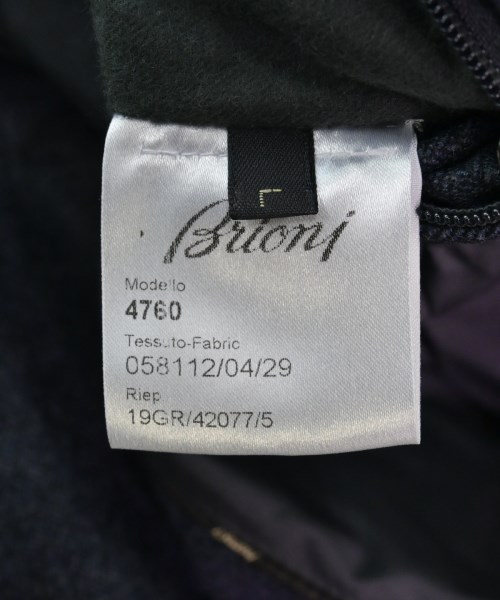 L
Brioni
Modello
4760
Tessuto-Fabric
058112/04/29
Riep
19GR/42077/5